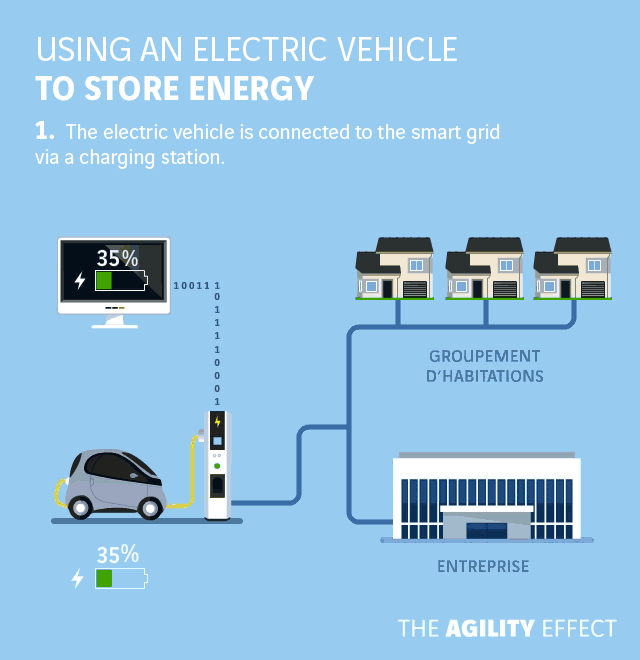 USING AN ELECTRIC VEHICLE
TO STORE ENERGY
1. The electric vehicle is connected to the smart grid
via a charging station.
35%
10011 1
0
1
1
1
1
0
0
0
1
GROUPEMENT
D'HABITATIONS
ENTREPRISE
35%
THE AGILITY EFFECT